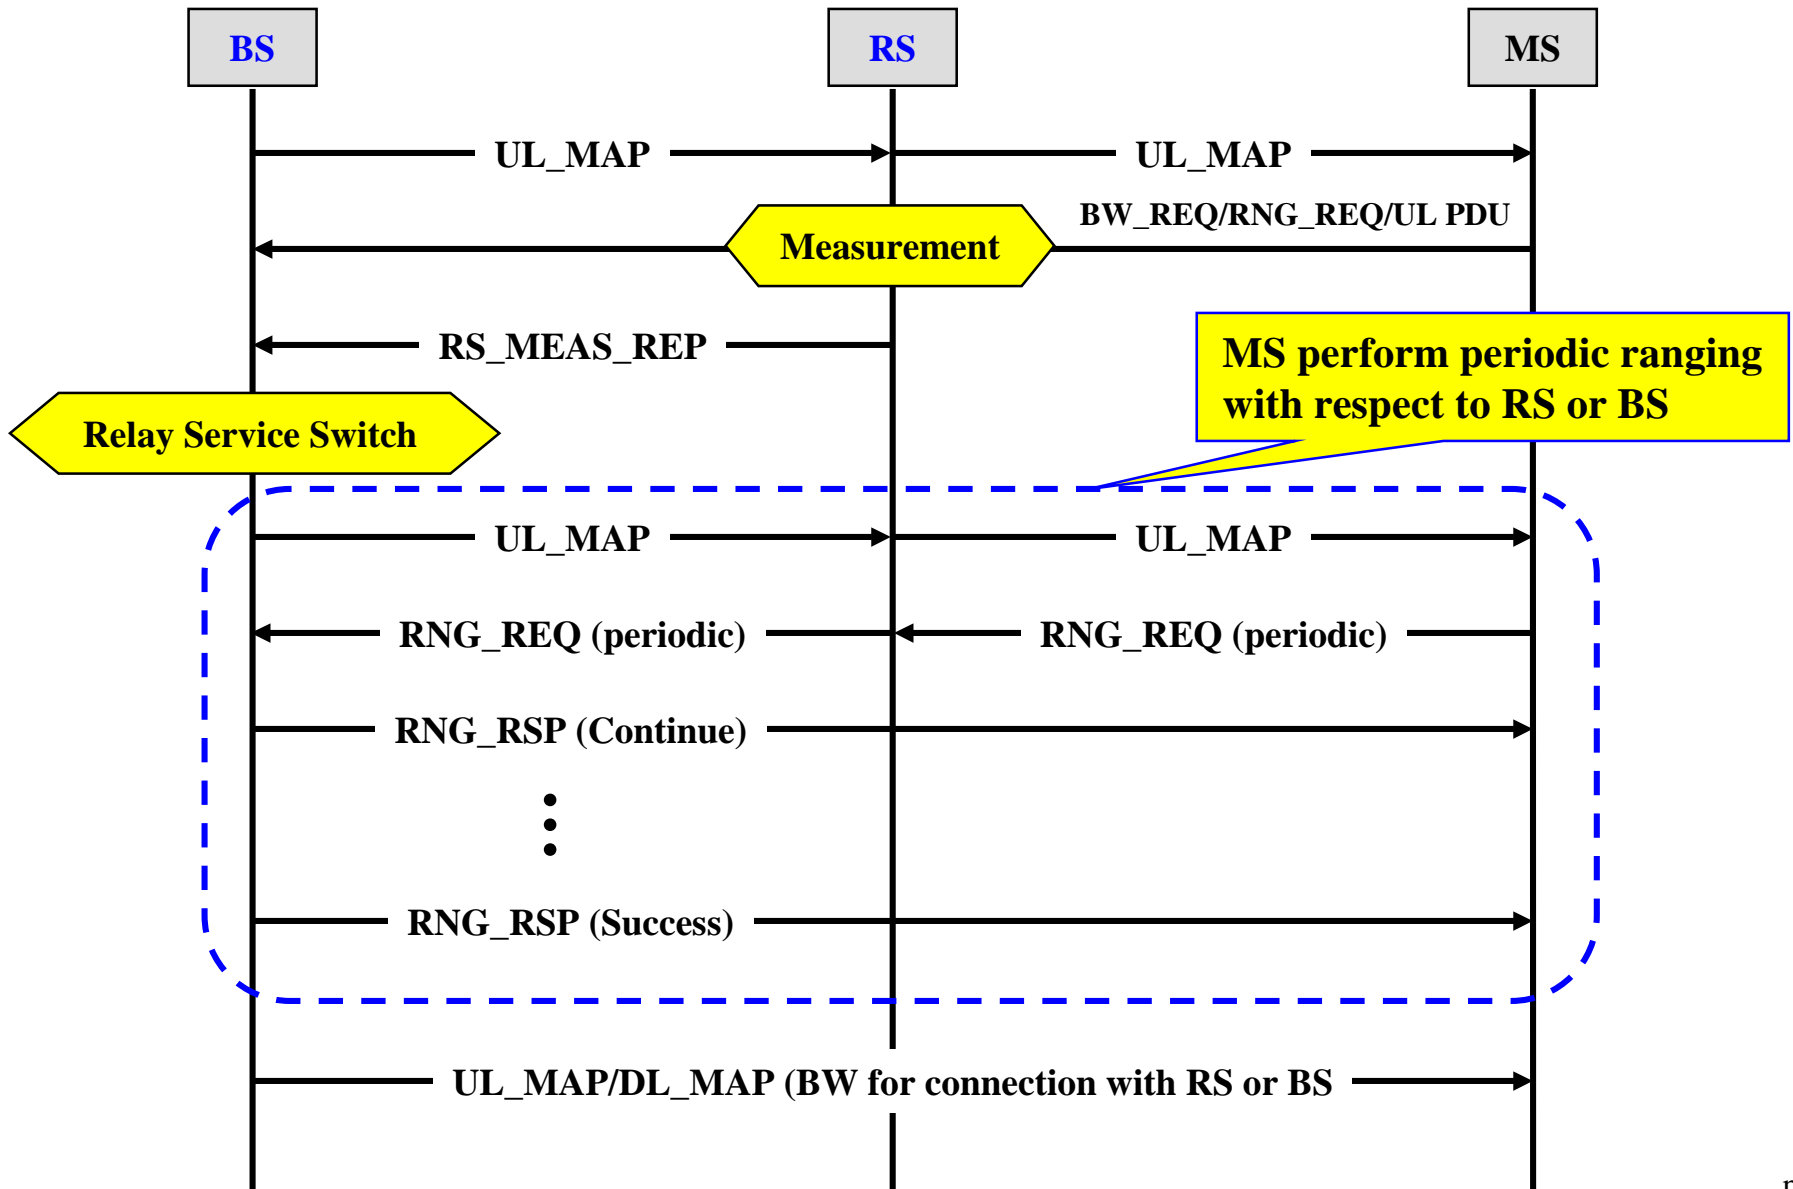 BS
RS
MS
UL_MAP
UL_MAP
BW_REQ/RNG_REQ/UL PDU
Measurement
RS_MEAS_REP
MS perform periodic ranging
with respect to RS or BS
Relay Service Switch
UL_MAP
UL_MAP
RNG_REQ (periodic)
RNG_REQ (periodic)
RNG_RSP (Continue)
RNG_RSP (Success)
UL_MAP/DL_MAP (BW for connection with RS or BS